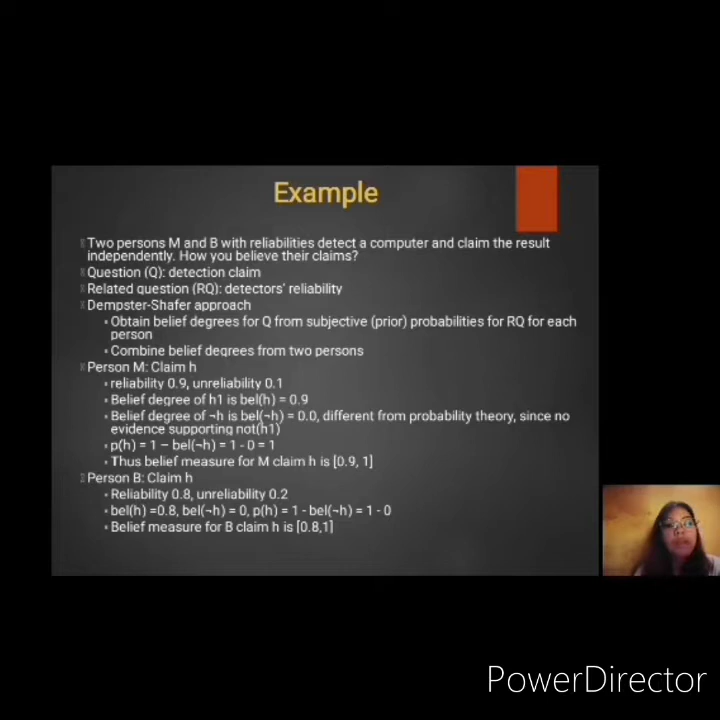 Example
Two persons M and B with reliabilities detect a computer and claim the result
independently. How you believe their claims?
Question (Q): detection claim
Related question (RQ): detectors' reliability
Dempster-Shafer approach
Obtain belief degrees for Q from subjective (prior) probabilities for RQ for each
person
Combine belief degrees from two persons
Person M: Claim h
reliability 0.9, unreliability 0.1
Belief degree of h1 is bel(h) = 0.9
Belief degree of ¬h is bel(¬h) = 0.0, different from probability theory, since no
evidence supporting not(h1)
p(h) = 1 – bel(¬h) = 1 - 0 = 1
Thus belief measure for M claim h is [0.9, 1]
Person B: Claim h
Reliability 0.8, unreliability 0.2
bel(h) =0.8, bel(¬h) = 0, p(h) = 1 - bel(¬h) = 1 - 0
Belief measure for B claim h is [0.8,1]
PowerDirector